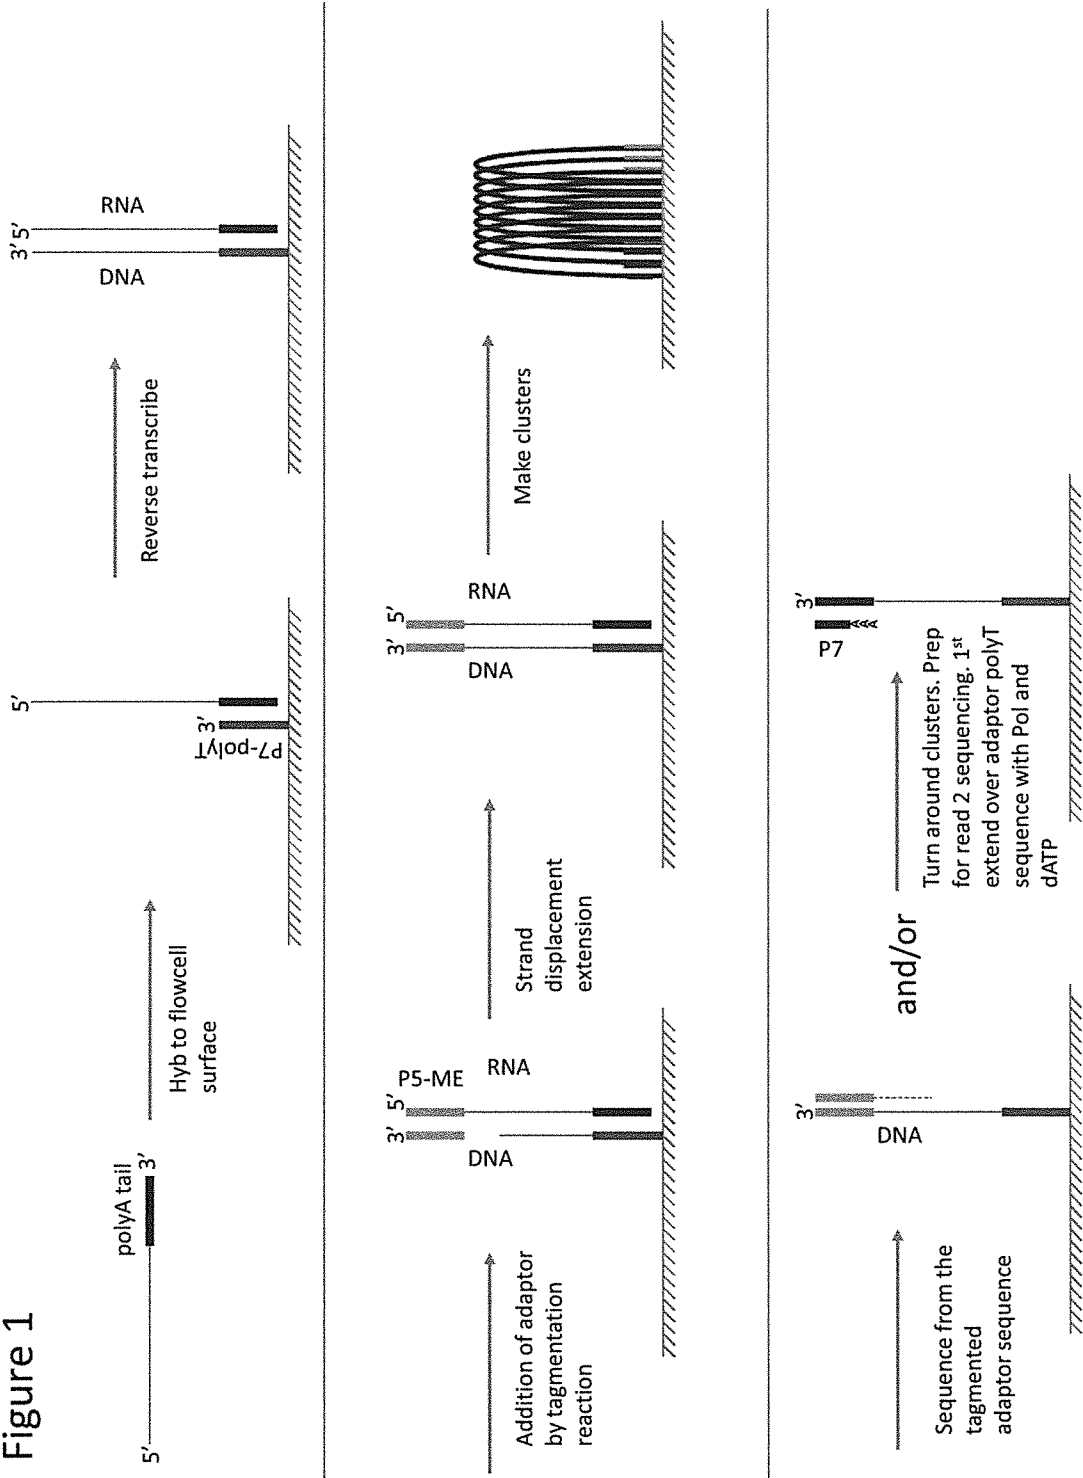 Figure 1
5'
polyA tail
3'
Hyb to flowcell
surface
5'
3'
P7-polyT
Reverse transcribe
3' 5'
DNA
RNA
Addition of adaptor
by tagmentation
reaction
P5-ME
3' 5'
DNA
RNA
Strand
displacement
extension
3' 5'
DNA
RNA
Make clusters
Sequence from the
tagmented
adaptor sequence
3'
DNA
and/or
Turn around clusters. Prep
for read 2 sequencing. 1st
extend over adaptor polyT
sequence with Pol and
dATP
3'
P7
AAA